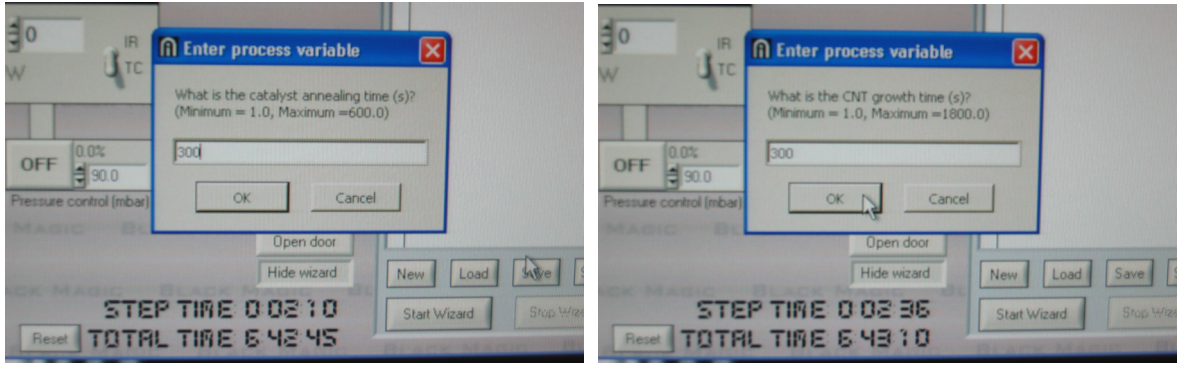 0
IR
TC
W
Enter process variable
What is the catalyst annealing time (s)?
(Minimum = 1.0, Maximum =600.0)
300
OK
Cancel
OFF
0.0%
90.0
Pressure control (mbar)
Open door
Hide wizard
New
Load
Save
Start Wizard
STEP TIME 0:02:10
Reset
TOTAL TIME 6:42:45
BLACK MAGIC
0
IR
TC
W
Enter process variable
What is the CNT growth time (s)?
(Minimum = 1.0, Maximum =1800.0)
300
OK
Cancel
OFF
0.0%
90.0
Pressure control (mbar)
Open door
Hide wizard
New
Load
Save
Start Wizard
STEP TIME 0:02:36
Reset
TOTAL TIME 6:43:10
BLACK MAGIC